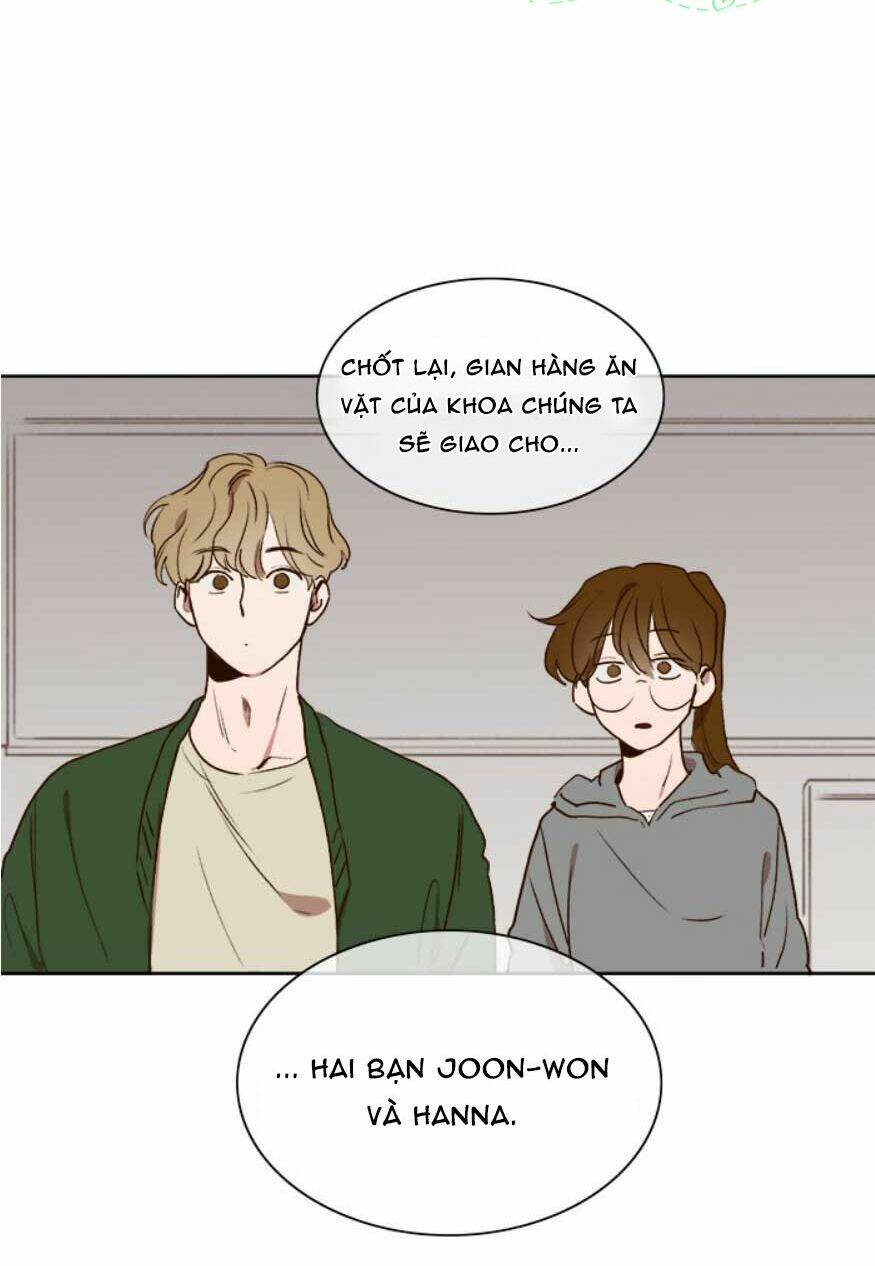 CHỐT LẠI, GIAN HÀNG ĂN
VẶT CỦA KHOA CHÚNG TA
SẼ GIAO CHO...
... HAI BẠN JOON-WON
VÀ HANNA.